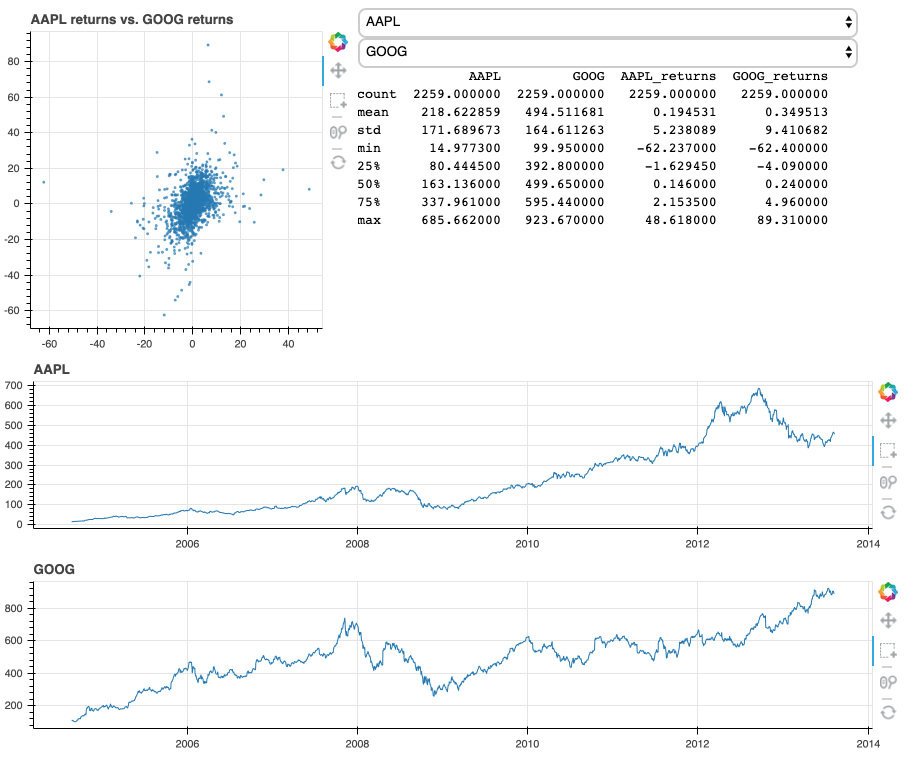 AAPL returns vs. GOOG returns
80
60
40
20
0
-20
-40
-60
-60 -40 -20 0 20 40
AAPL
GOOG
AAPL GOOG AAPL_returns GOOG_returns
count 2259.000000 2259.000000 2259.000000 2259.000000
mean 218.622859 494.511681 0.194531 0.349513
std 171.689673 164.611263 5.238089 9.410682
min 14.977300 99.950000 -62.237000 -62.400000
25% 80.444500 392.800000 -1.629450 -4.090000
50% 163.136000 499.650000 0.146000 0.240000
75% 337.961000 595.440000 2.153500 4.960000
max 685.662000 923.670000 48.618000 89.310000
AAPL
700
600
500
400
300
200
100
0
2006 2008 2010 2012 2014
GOOG
800
600
400
200
2006 2008 2010 2012 2014